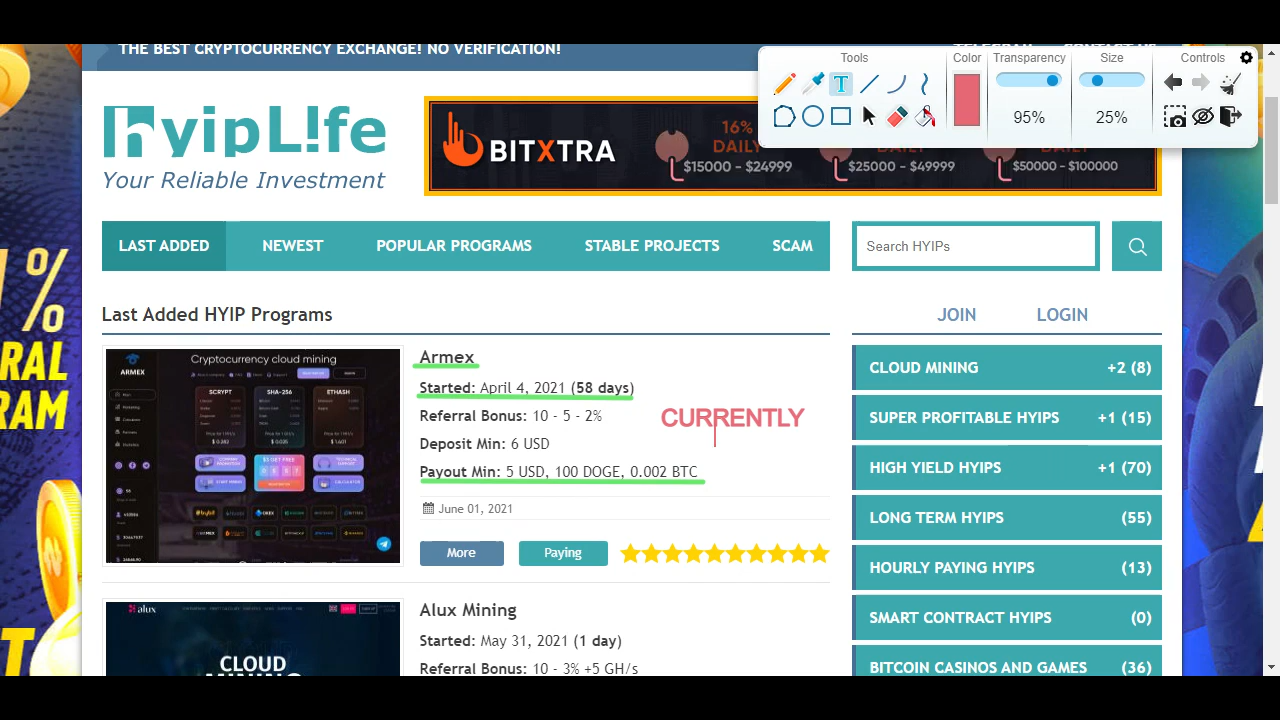 THE BEST CRYPTOCURRENCY EXCHANGE! NO VERIFICATION!
Tools
Color
Transparency
Size
Controls
T
95%
25%
hyipL!fe
Your Reliable Investment
BITXTRA
16%
DAILY
$15000 - $24999
$25000 - $49999
$50000 - $100000
LAST ADDED
NEWEST
POPULAR PROGRAMS
STABLE PROJECTS
SCAM
Search HYIPs
Last Added HYIP Programs
JOIN
LOGIN
ARMEX
Cryptocurrency cloud mining
SCRYPT
SHA-256
ETHASH
Armex
Started: April 4, 2021 (58 days)
Referral Bonus: 10 - 5 - 2%
Deposit Min: 6 USD
Payout Min: 5 USD, 100 DOGE, 0.002 BTC
CURRENTLY
June 01, 2021
More
Paying
alux
CLOUD
MINING
Alux Mining
Started: May 31, 2021 (1 day)
Referral Bonus: 10 - 3% +5 GH/s
CLOUD MINING +2 (8)
SUPER PROFITABLE HYIPS +1 (15)
HIGH YIELD HYIPS +1 (70)
LONG TERM HYIPS (55)
HOURLY PAYING HYIPS (13)
SMART CONTRACT HYIPS (0)
BITCOIN CASINOS AND GAMES (36)